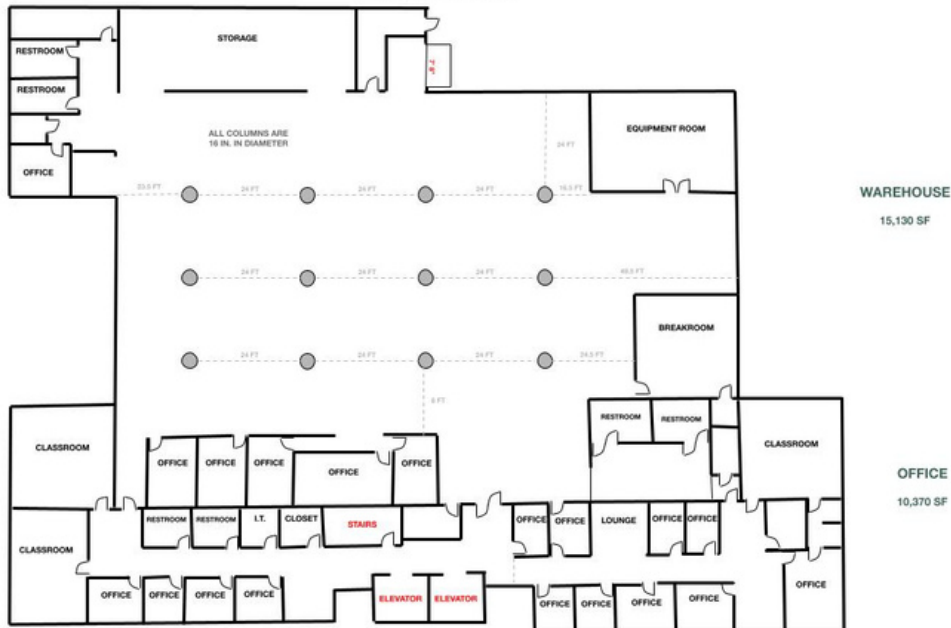 STORAGE
RESTROOM
7' 8"
RESTROOM
EQUIPMENT ROOM
ALL COLUMNS ARE
16 IN. IN DIAMETER
24 FT
OFFICE
23.5 FT
24 FT
24 FT
24 FT
16.5 FT
WAREHOUSE
15,130 SF
24 FT
24 FT
24 FT
BREAKROOM
24 FT
24 FT
24 FT
24.5 FT
8 FT
RESTROOM
RESTROOM
CLASSROOM
CLASSROOM
OFFICE
OFFICE
OFFICE
OFFICE
OFFICE
OFFICE
10,370 SF
RESTROOM
RESTROOM
I.T.
CLOSET
STAIRS
OFFICE
OFFICE
LOUNGE
OFFICE
OFFICE
CLASSROOM
OFFICE
OFFICE
OFFICE
OFFICE
OFFICE
ELEVATOR
ELEVATOR
OFFICE
OFFICE
OFFICE
OFFICE